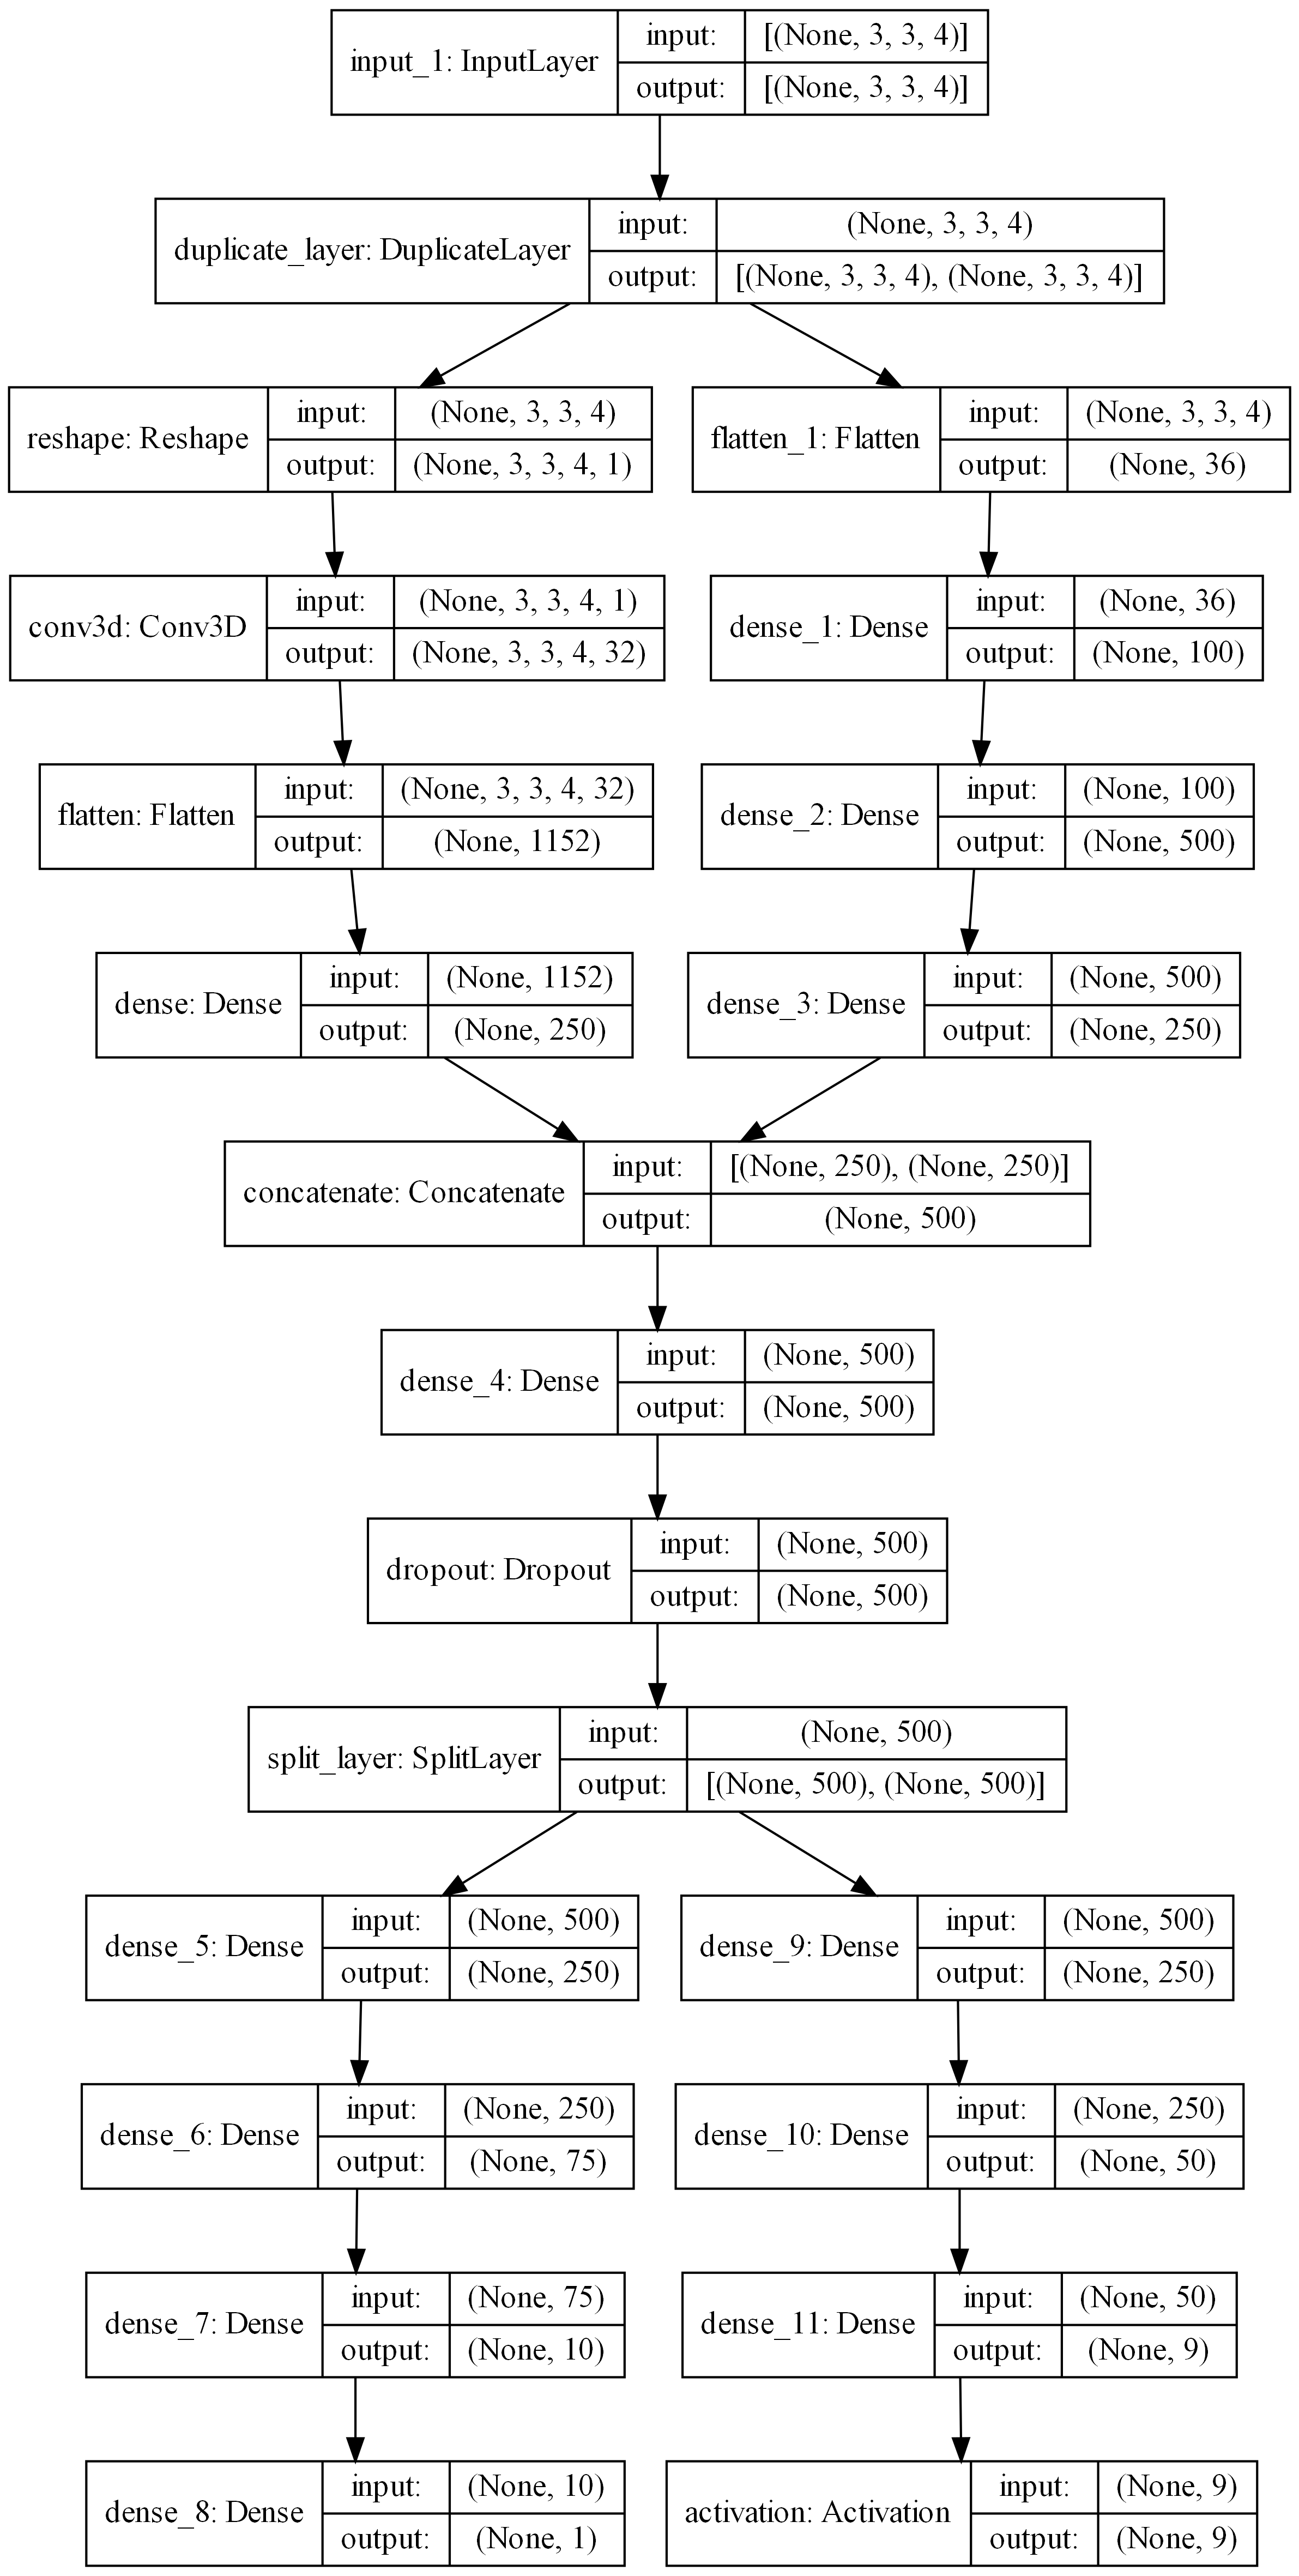 input_1: InputLayer
input: [(None, 3, 3, 4)]
output: [(None, 3, 3, 4)]
duplicate_layer: DuplicateLayer
input: (None, 3, 3, 4)
output: [(None, 3, 3, 4), (None, 3, 3, 4)]
reshape: Reshape
input: (None, 3, 3, 4)
output: (None, 3, 3, 4, 1)
flatten_1: Flatten
input: (None, 3, 3, 4)
output: (None, 36)
conv3d: Conv3D
input: (None, 3, 3, 4, 1)
output: (None, 3, 3, 4, 32)
dense_1: Dense
input: (None, 36)
output: (None, 100)
flatten: Flatten
input: (None, 3, 3, 4, 32)
output: (None, 1152)
dense_2: Dense
input: (None, 100)
output: (None, 500)
dense: Dense
input: (None, 1152)
output: (None, 250)
dense_3: Dense
input: (None, 500)
output: (None, 250)
concatenate: Concatenate
input: [(None, 250), (None, 250)]
output: (None, 500)
dense_4: Dense
input: (None, 500)
output: (None, 500)
dropout: Dropout
input: (None, 500)
output: (None, 500)
split_layer: SplitLayer
input: (None, 500)
output: [(None, 500), (None, 500)]
dense_5: Dense
input: (None, 500)
output: (None, 250)
dense_9: Dense
input: (None, 500)
output: (None, 250)
dense_6: Dense
input: (None, 250)
output: (None, 75)
dense_10: Dense
input: (None, 250)
output: (None, 50)
dense_7: Dense
input: (None, 75)
output: (None, 10)
dense_11: Dense
input: (None, 50)
output: (None, 9)
dense_8: Dense
input: (None, 10)
output: (None, 1)
activation: Activation
input: (None, 9)
output: (None, 9)